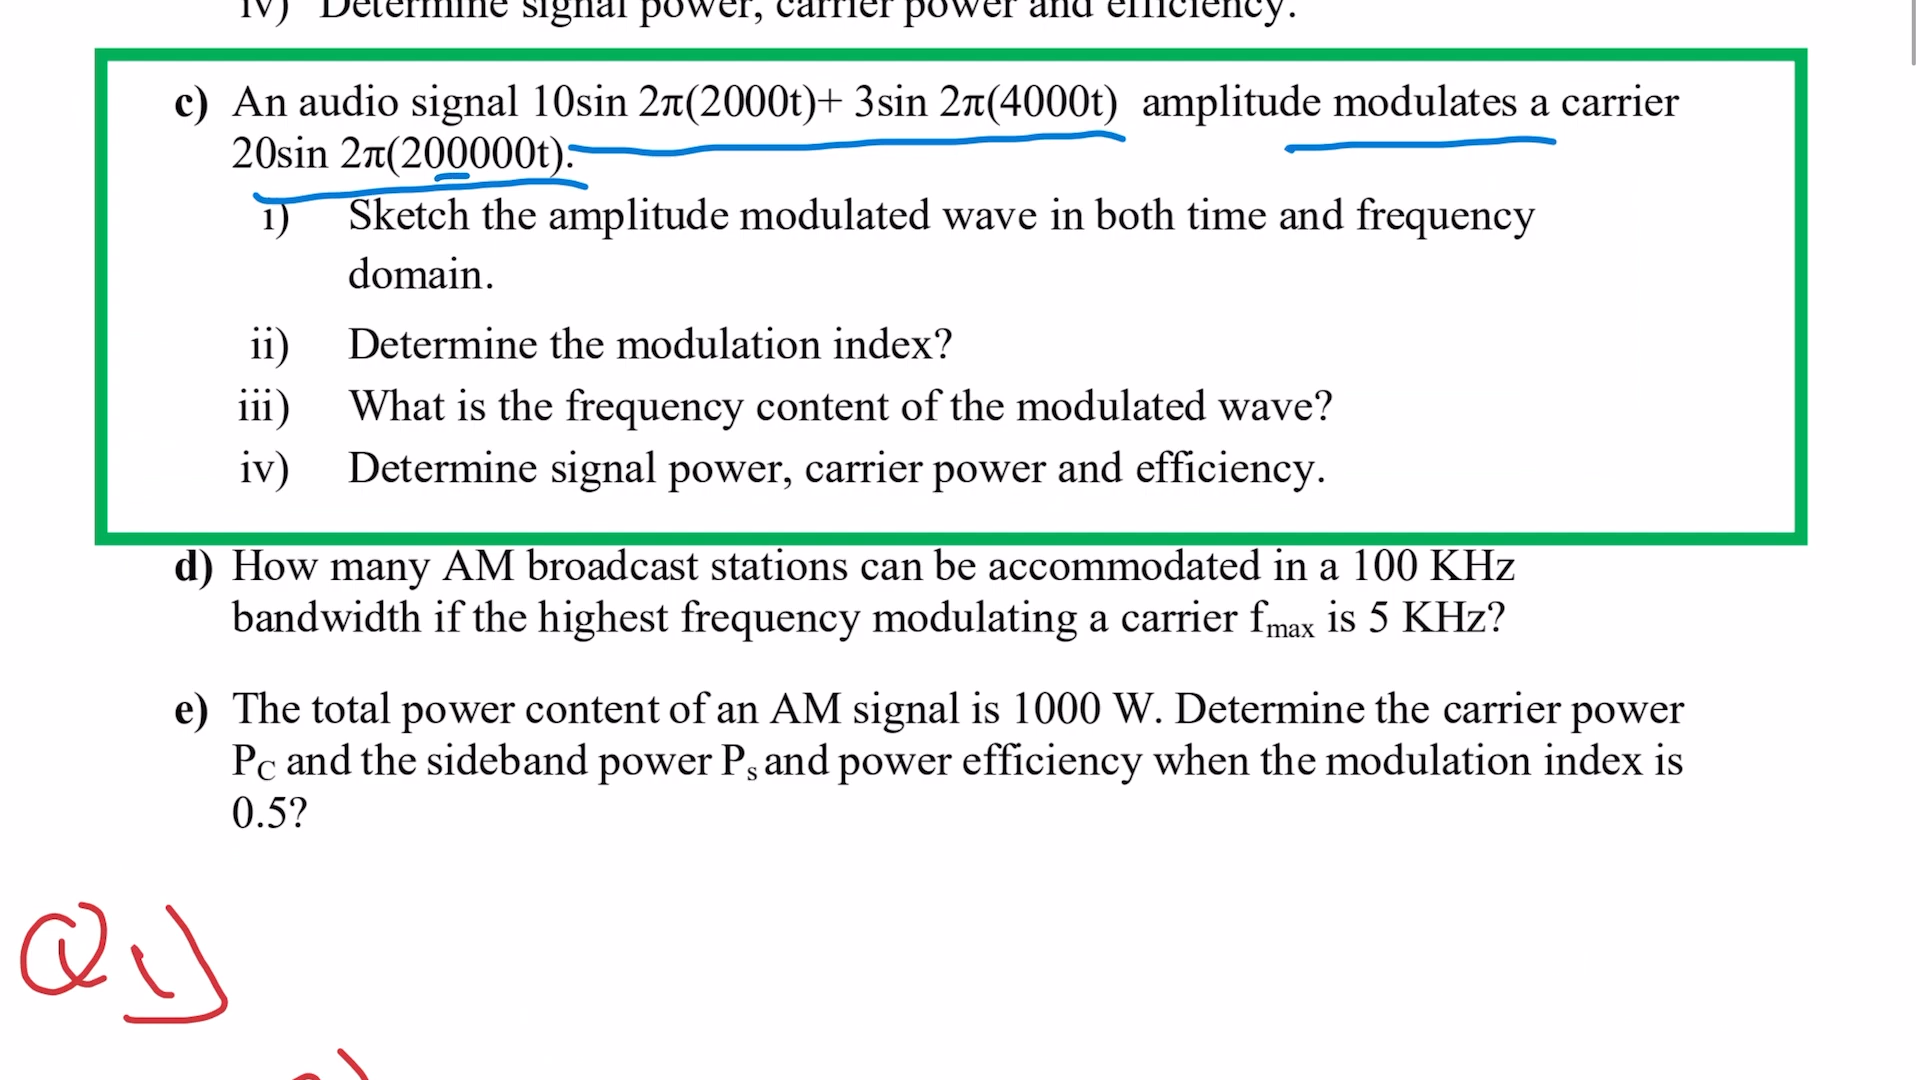 iv) Determine signal power, carrier power and efficiency.
c) An audio signal 10sin 2π(2000t)+ 3sin 2π(4000t) amplitude modulates a carrier
20sin 2π(200000t).
i) Sketch the amplitude modulated wave in both time and frequency
domain.
ii) Determine the modulation index?
iii) What is the frequency content of the modulated wave?
iv) Determine signal power, carrier power and efficiency.
d) How many AM broadcast stations can be accommodated in a 100 KHz
bandwidth if the highest frequency modulating a carrier fmax is 5 KHz?
e) The total power content of an AM signal is 1000 W. Determine the carrier power
PC and the sideband power Ps and power efficiency when the modulation index is
0.5?
Q1)